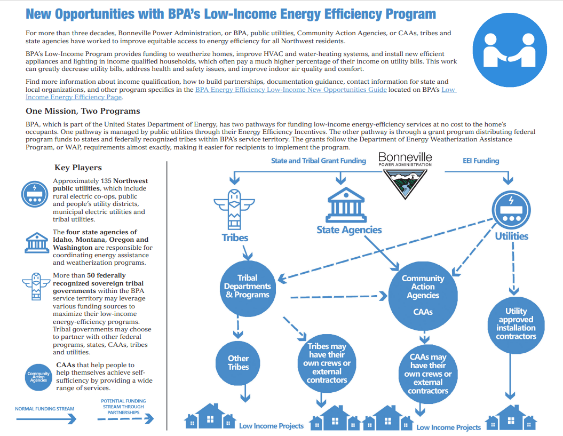 New Opportunities with BPA's Low-Income Energy Efficiency Program
For more than three decades, Bonneville Power Administration, or BPA, public utilities, Community Action Agencies, or CAAs, tribes and
state agencies have worked to improve equitable access to energy efficiency for all Northwest residents.
BPA's Low-Income Program provides funding to weatherize homes, improve HVAC and water-heating systems, and install new efficient
appliances and lighting in income qualified households, which often pay a much higher percentage of their income on utility bills. This work
can greatly decrease utility bills, address health and safety issues, and improve indoor air quality and comfort.
Find more information about income qualification, how to build partnerships, documentation guidance, contact information for state and
local organizations, and other program specifics in the BPA Energy Efficiency Low-Income New Opportunities Guide located on BPA's Low
Income Energy Efficiency Page.
One Mission, Two Programs
BPA, which is part of the United States Department of Energy, has two pathways for funding low-income energy-efficiency services at no cost to the home's
occupants. One pathway is managed by public utilities through their Energy Efficiency Incentives. The other pathway is through a grant program distributing federal
program funds to states and federally recognized tribes within BPA's service territory. The grants follow the Department of Energy Weatherization Assistance
Program, or WAP, requirements almost exactly, making it easier for recipients to implement the program.
Key Players
Approximately 135 Northwest
public utilities, which include
rural electric co-ops, public
and people's utility districts,
municipal electric utilities and
tribal utilities.
The four state agencies of
Idaho, Montana, Oregon and
Washington are responsible for
coordinating energy assistance
and weatherization programs.
More than 50 federally
recognized sovereign tribal
governments within the BPA
service territory may leverage
various funding sources to
maximize their low-income
energy-efficiency programs.
Tribal governments may choose
to partner with other federal
programs, states, CAAs, tribes
and utilities.
Community
Action
Agencies
CAAs that help people to
help themselves achieve self-
sufficiency by providing a wide
range of services.
NORMAL FUNDING STREAM
POTENTIAL FUNDING
STREAM THROUGH
PARTNERSHIPS
State and Tribal Grant Funding
Bonneville
POWER ADMINISTRATION
EEI Funding
Tribes
State Agencies
Utilities
Tribal
Departments
& Programs
Community
Action
Agencies
CAAs
Utility
approved
installation
contractors
Other
Tribes
Tribes may
have their
own crews or
external
contractors
CAAs may
have their
own crews or
external
contractors
Low Income Projects
Low Income Projects